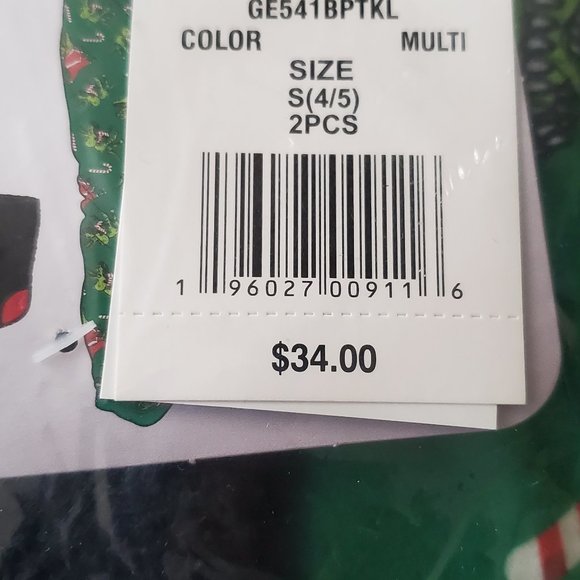 GE541BPTKL
COLOR MULTI
SIZE
S(4/5)
2PCS
1 96027 00911 6
$34.00